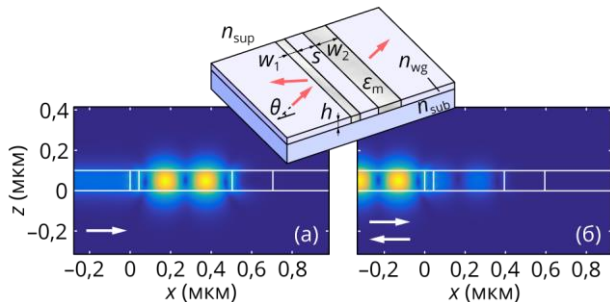 n_sup
w_1
s
w_2
ε_m
n_wg
n_sub
θ
h
z (мкм)
0,4
0,2
0
−0,2
(а)
(б)
−0,2 0 0,2 0,4 0,6 0,8
x (мкм)
−0,2 0 0,2 0,4 0,6 0,8
x (мкм)